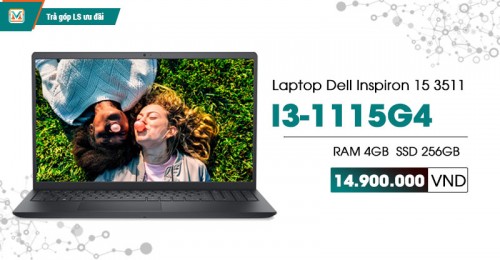 Trả góp LS ưu đãi
Laptop Dell Inspiron 15 3511
I3-1115G4
RAM 4GB SSD 256GB
14.900.000 VND